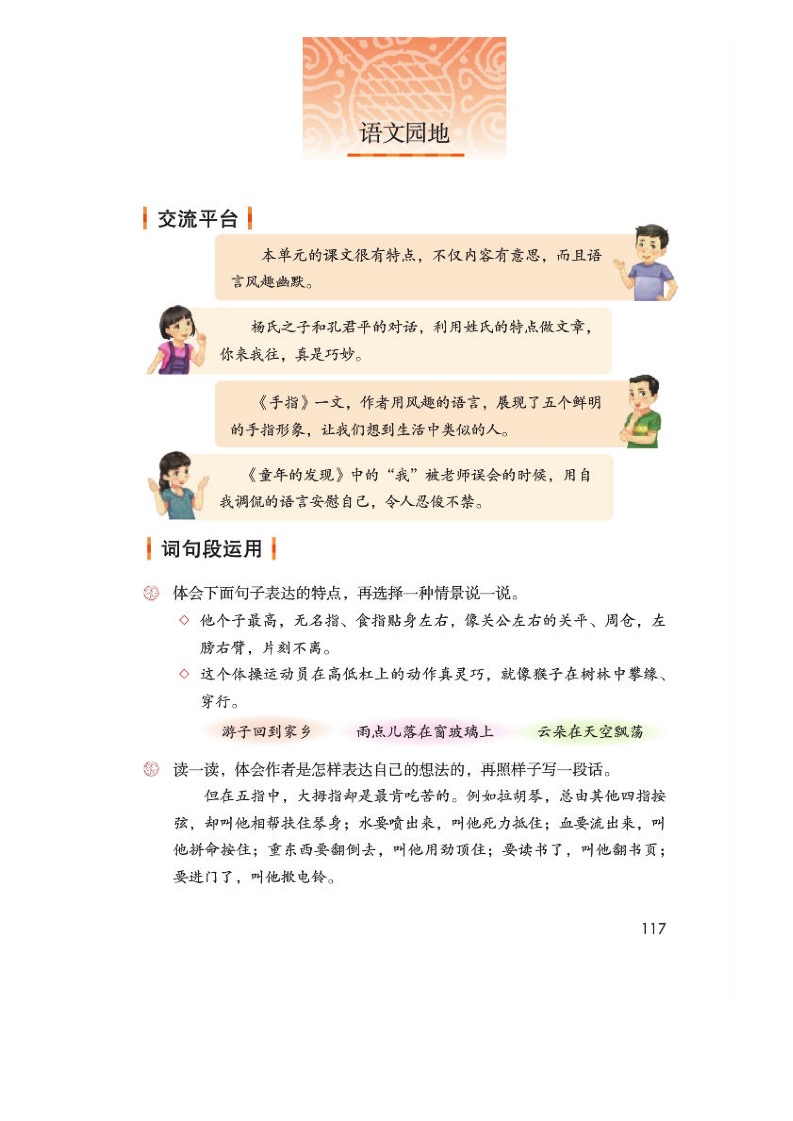 语文园地
交流平台
本单元的课文很有特点，不仅内容有意思，而且语
言风趣幽默。
杨氏之子和孔君平的对话，利用姓氏的特点做文章，
你来我往，真是巧妙。
《手指》一文，作者用风趣的语言，展现了五个鲜明
的手指形象，让我们想到生活中类似的人。
《童年的发现》中的“我”被老师误会的时候，用自
我调侃的语言安慰自己，令人忍俊不禁。
词句段运用
体会下面句子表达的特点，再选择一种情景说一说。
◇ 他个子最高，无名指、食指贴身左右，像关公左右的关平、周仓，左
膀右臂，片刻不离。
◇ 这个体操运动员在高低杠上的动作真灵巧，就像猴子在树林中攀缘、
穿行。
游子回到家乡 雨点儿落在窗玻璃上 云朵在天空飘荡
读一读，体会作者是怎样表达自己的想法的，再照样子写一段话。
但在五指中，大拇指却是最肯吃苦的。例如拉胡琴，总由其他四指按
弦，却叫他相帮扶住琴身；水要喷出来，叫他死力抵住；血要流出来，叫
他拼命按住；重东西要翻倒去，叫他用劲顶住；要读书了，叫他翻书页；
要进门了，叫他揿电铃。
117